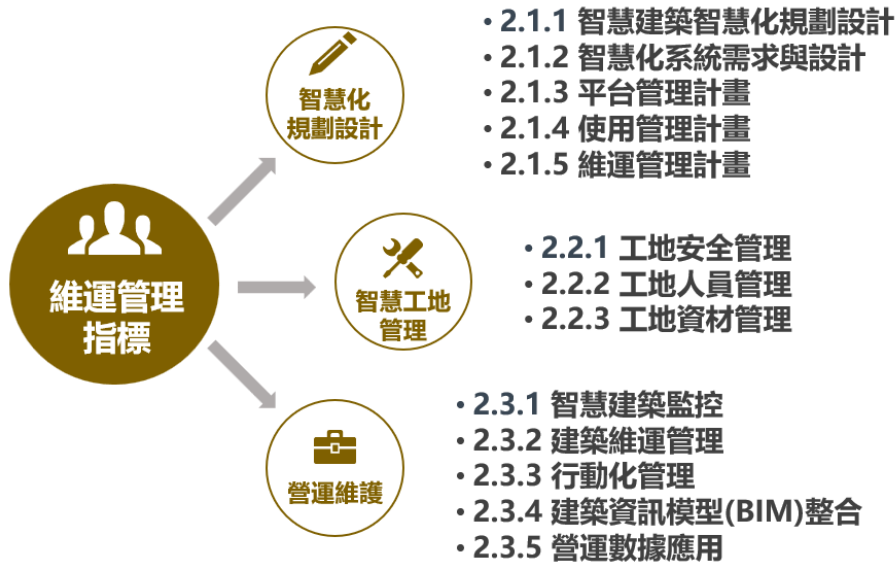 維運管理
指標
智慧化
規劃設計
• 2.1.1 智慧建築智慧化規劃設計
• 2.1.2 智慧化系統需求與設計
• 2.1.3 平台管理計畫
• 2.1.4 使用管理計畫
• 2.1.5 維運管理計畫
智慧工地
管理
• 2.2.1 工地安全管理
• 2.2.2 工地人員管理
• 2.2.3 工地資材管理
營運維護
• 2.3.1 智慧建築監控
• 2.3.2 建築維運管理
• 2.3.3 行動化管理
• 2.3.4 建築資訊模型(BIM)整合
• 2.3.5 營運數據應用